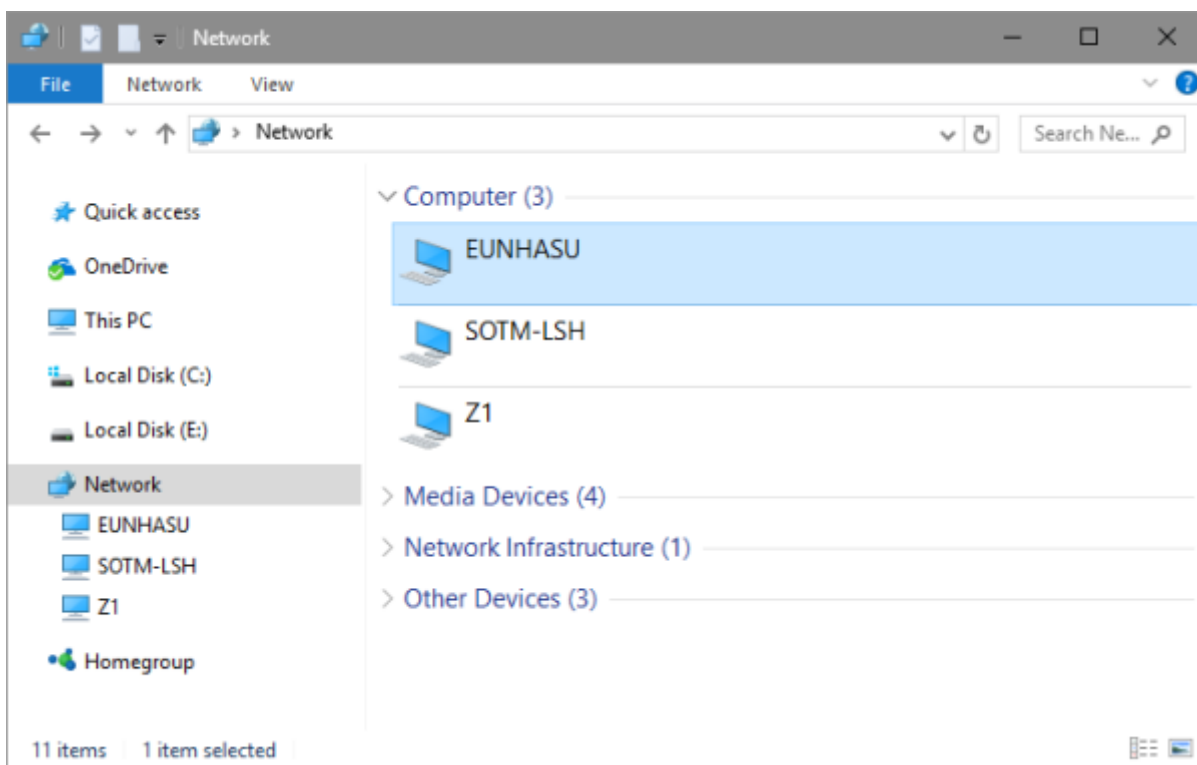 Network
File Network View
Network Search Ne...
Quick access
OneDrive
This PC
Local Disk (C:)
Local Disk (E:)
Network
EUNHASU
SOTM-LSH
Z1
Homegroup
Computer (3)
EUNHASU
SOTM-LSH
Z1
Media Devices (4)
Network Infrastructure (1)
Other Devices (3)
11 items 1 item selected